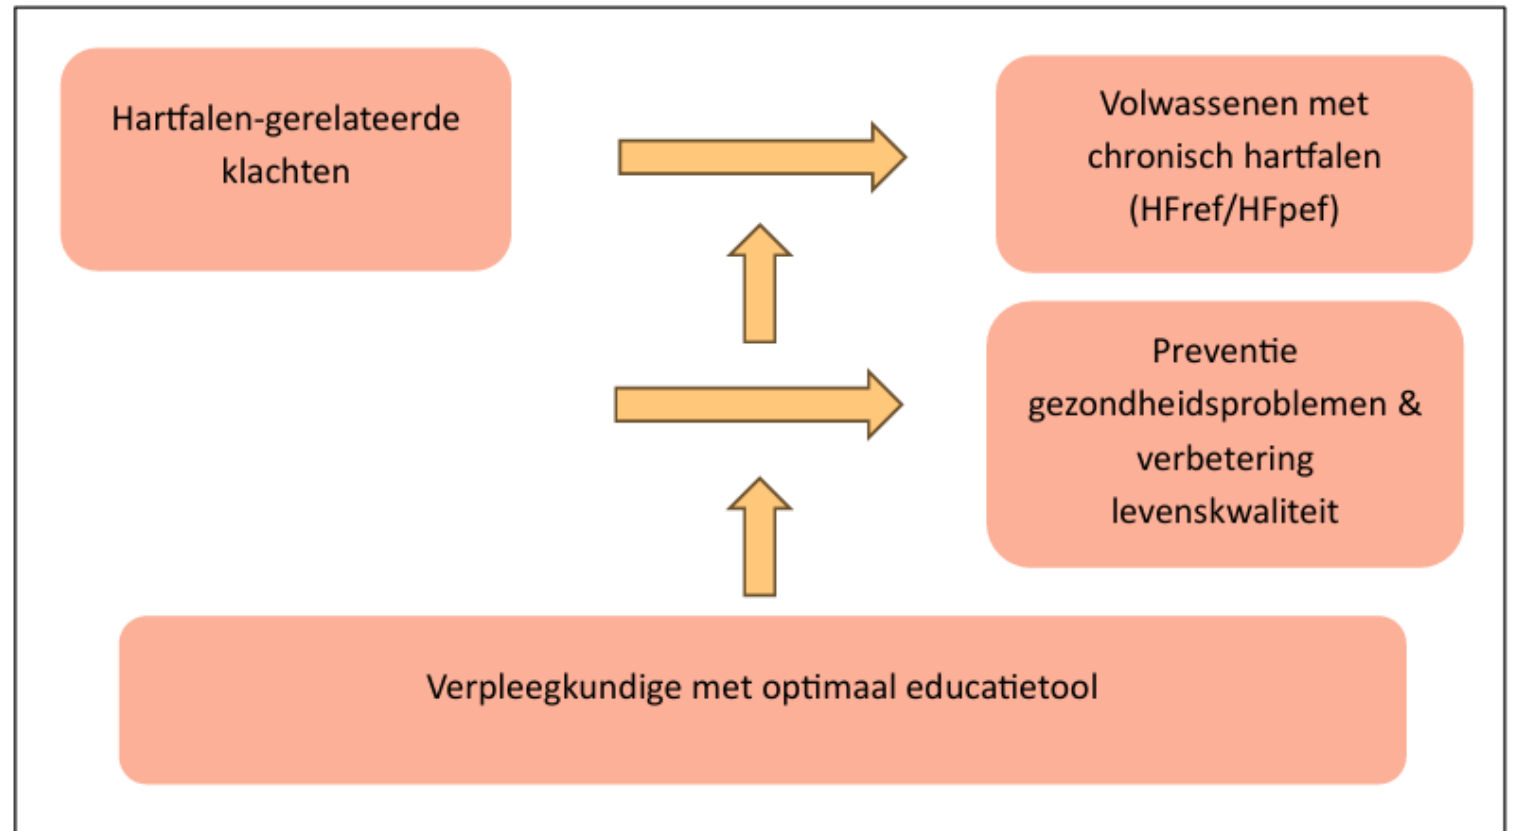 Hartfalen-gerelateerde
klachten
Volwassenen met
chronisch hartfalen
(HFref/HFpef)
Preventie
gezondheidsproblemen &
verbetering
levenskwaliteit
Verpleegkundige met optimaal educatietool